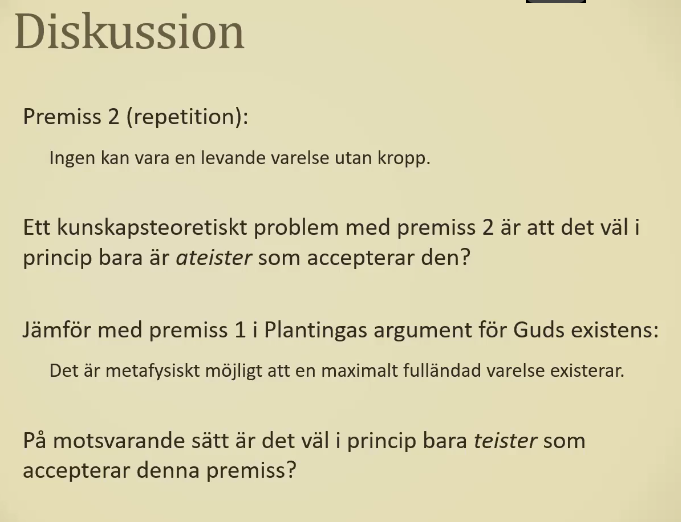 Diskussion
Premiss 2 (repetition):
Ingen kan vara en levande varelse utan kropp.
Ett kunskapsteoretiskt problem med premiss 2 är att det väl i
princip bara är ateister som accepterar den?
Jämför med premiss 1 i Plantingas argument för Guds existens:
Det är metafysiskt möjligt att en maximalt fulländad varelse existerar.
På motsvarande sätt är det väl i princip bara teister som
accepterar denna premiss?